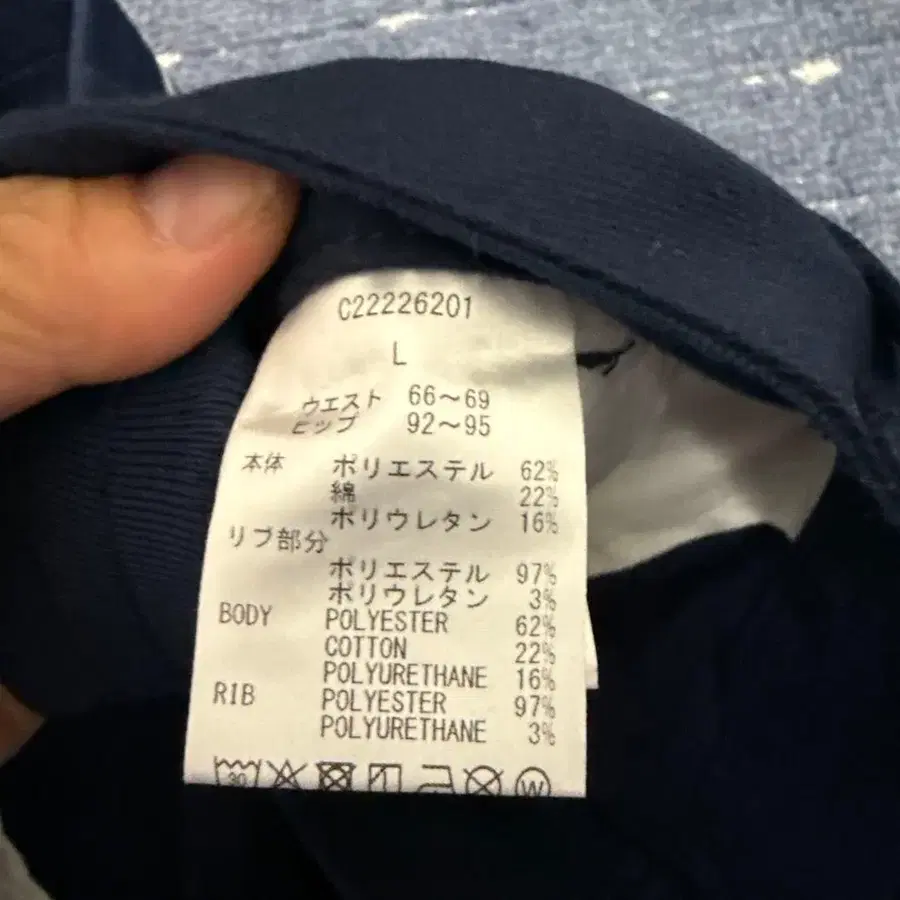 C22226201
L
ウエスト 66～69
ヒップ 92～95
本体 ポリエステル 62%
綿 22%
ポリウレタン 16%
リブ部分
ポリエステル 97%
ポリウレタン 3%
BODY POLYESTER 62%
COTTON 22%
POLYURETHANE 16%
RIB POLYESTER 97%
POLYURETHANE 3%
30 W